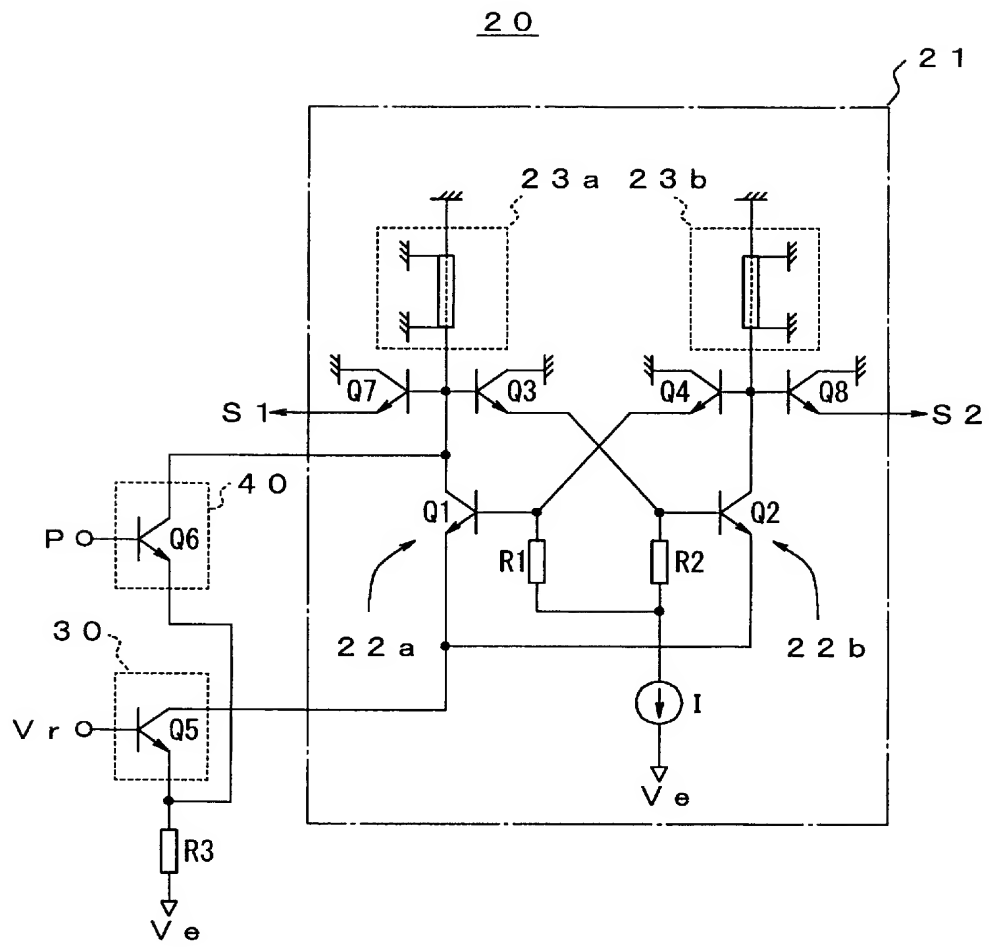 20
21
23a 23b
Q7 Q3 Q4 Q8
S1 S2
40
Q1 Q2
P Q6
R1 R2
30 22a 22b
Vr Q5 I
Ve
R3
Ve